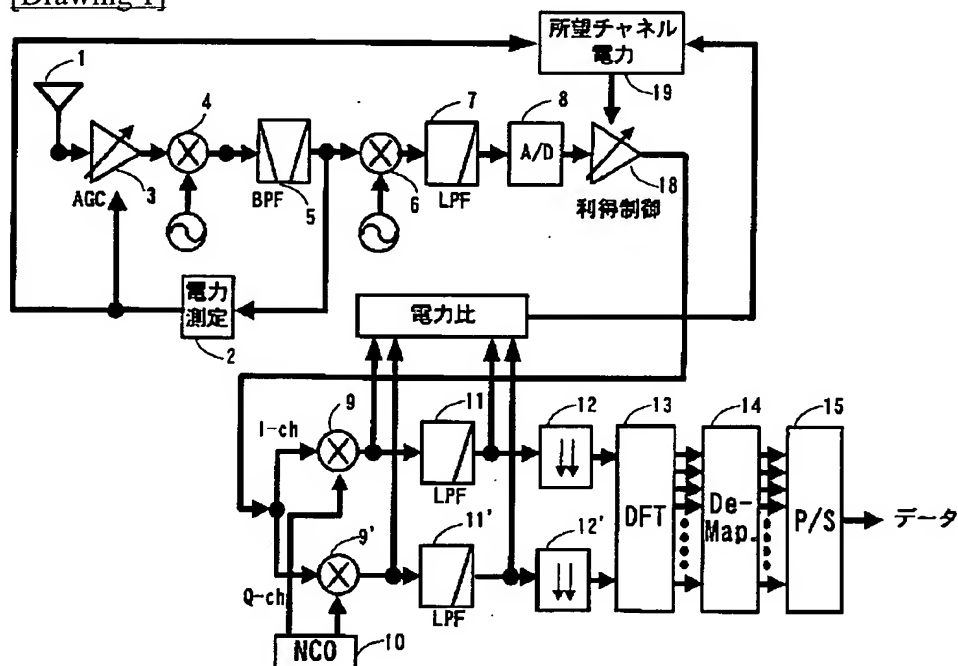 [Drawing 1]
所望チャネル
電力
19
1
4
7
8
A/D
AGC
3
BPF
5
6
LPF
18
利得制御
電力
測定
2
電力比
I-ch
9
11
12
13
14
15
LPF
DFT
De-
Map.
P/S
データ
Q-ch
9'
11'
12'
LPF
NCO
10